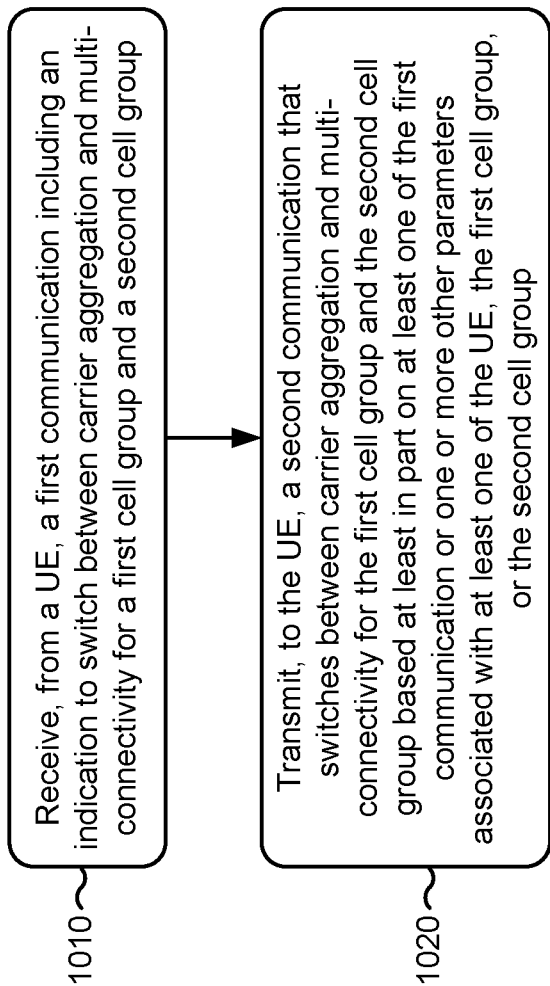 1010
Receive, from a UE, a first communication including an
indication to switch between carrier aggregation and multi-
connectivity for a first cell group and a second cell group
1020
Transmit, to the UE, a second communication that
switches between carrier aggregation and multi-
connectivity for the first cell group and the second cell
group based at least in part on at least one of the first
communication or one or more other parameters
associated with at least one of the UE, the first cell group,
or the second cell group